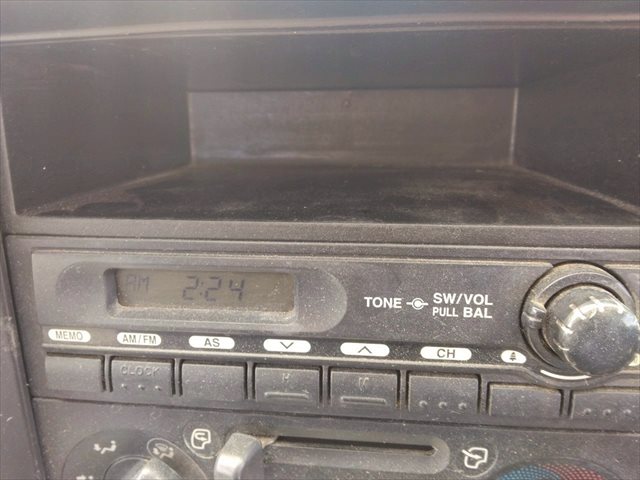 AM 2:24
TONE SW/VOL
PULL BAL
MEMO AM/FM AS CH
CLOCK H M